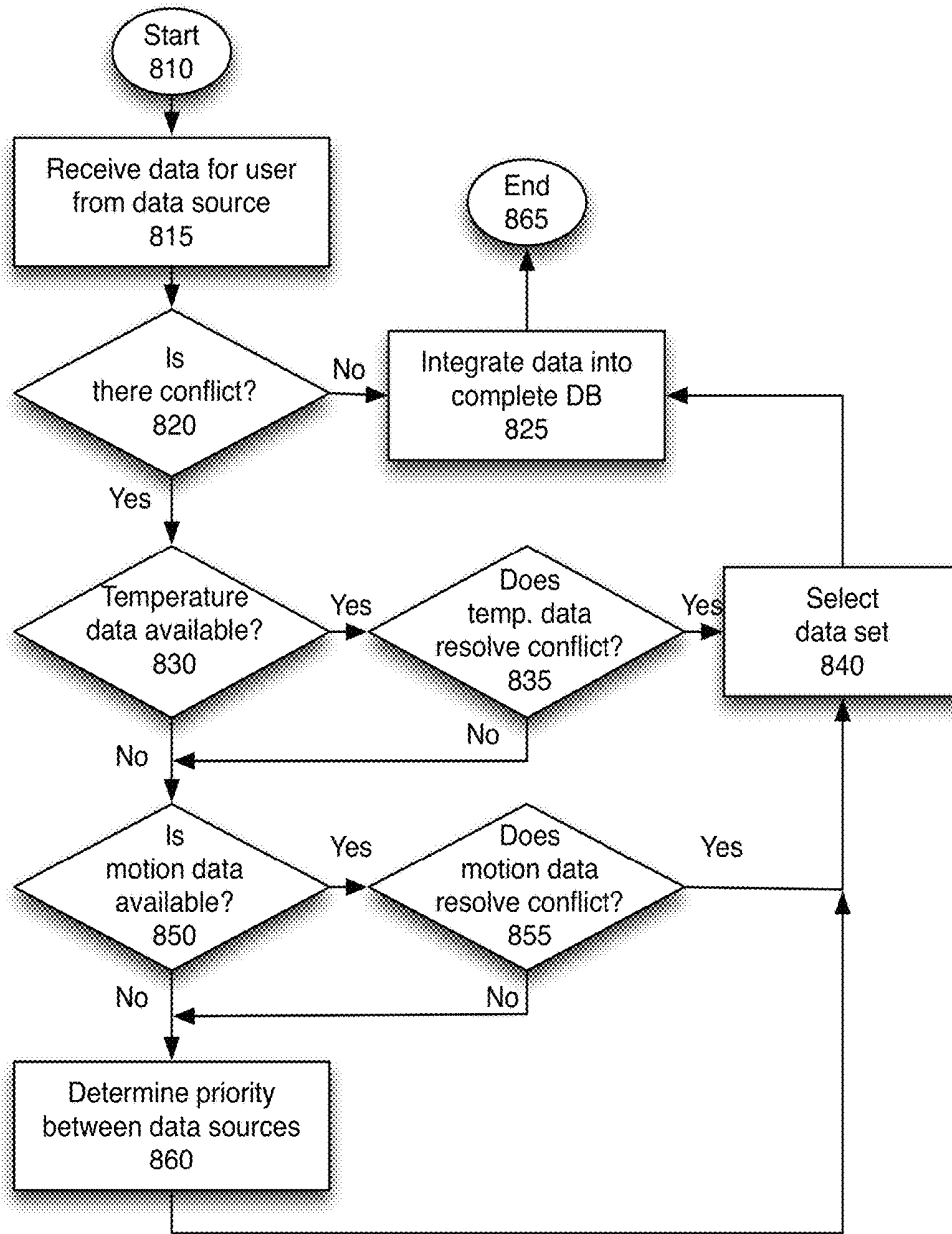 Start
810
Receive data for user
from data source
815
End
865
Is
there conflict?
820
No
Integrate data into
complete DB
825
Yes
Temperature
data available?
830
Yes
Does
temp. data
resolve conflict?
835
Yes
Select
data set
840
No
No
Is
motion data
available?
850
Yes
Does
motion data
resolve conflict?
855
Yes
No
No
Determine priority
between data sources
860